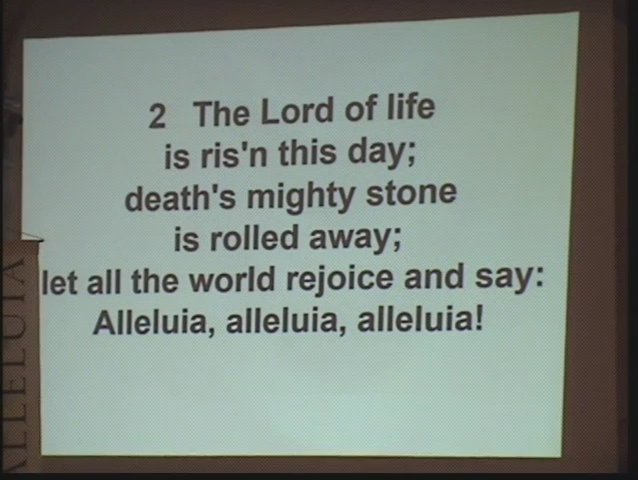 2 The Lord of life
is ris'n this day;
death's mighty stone
is rolled away;
let all the world rejoice and say:
Alleluia, alleluia, alleluia!
ALLELUIA